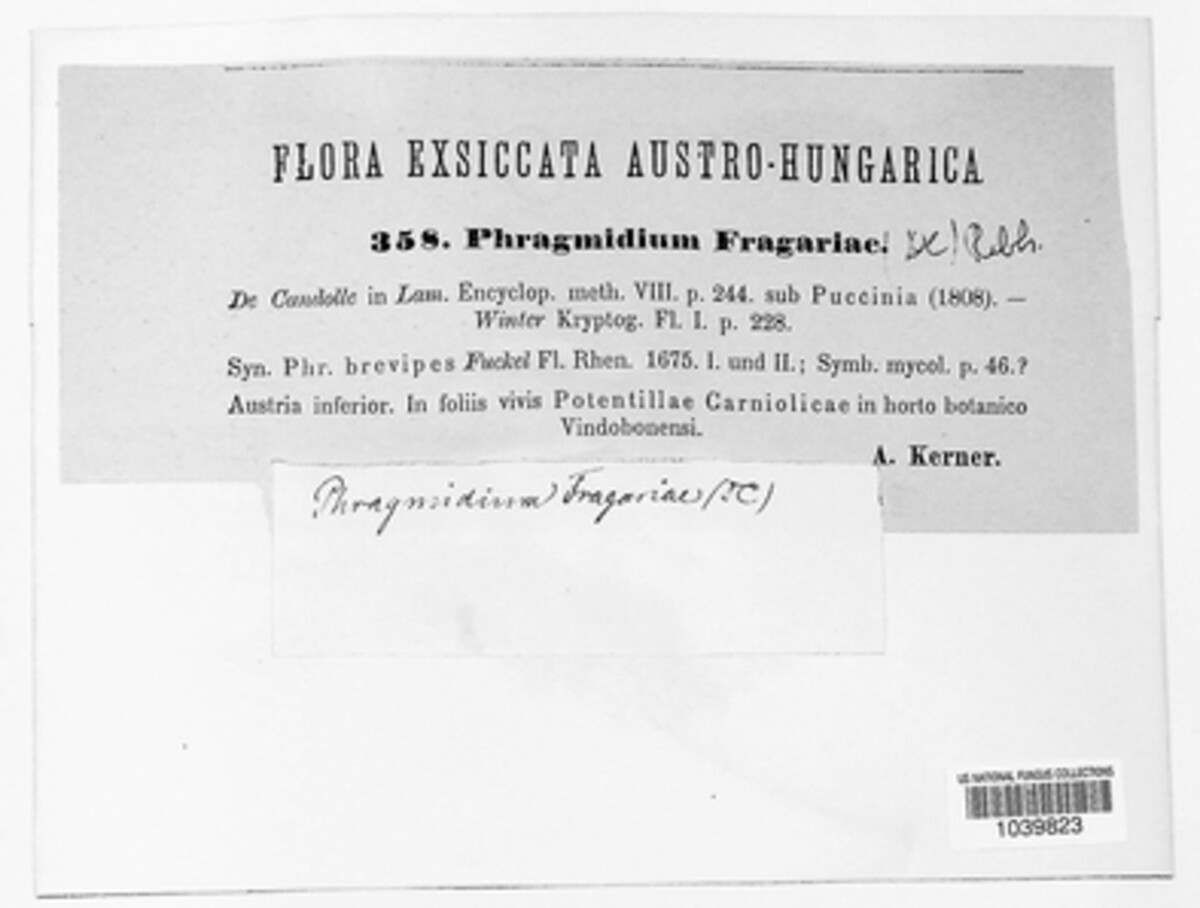 FLORA EXSICCATA AUSTRO-HUNGARICA
358. Phragmidium Fragariae. (DC) Rabh.
De Candolle in Lam. Encyclop. meth. VIII. p. 244. sub Puccinia (1808). —
Winter Kryptog. Fl. I. p. 228.
Syn. Phr. brevipes Fuckel Fl. Rhen. 1675. I. und II.; Symb. mycol. p. 46.?
Austria inferior. In foliis vivis Potentillae Carniolicae in horto botanico
Vindobonensi.
A. Kerner.
Phragmidium Fragariae (DC)
US NATIONAL FUNGUS COLLECTIONS
1039823